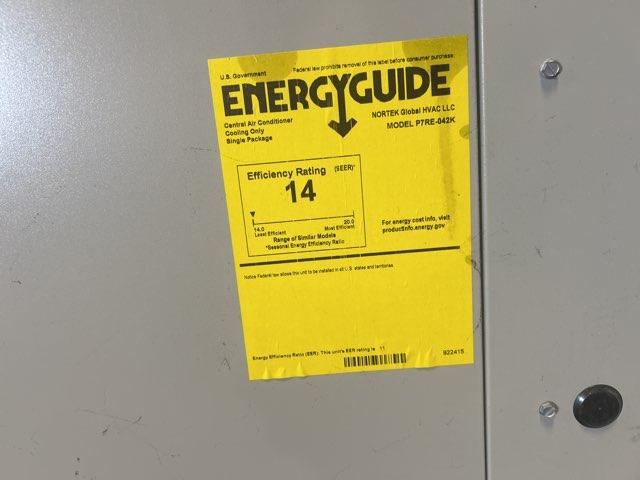 U.S. Government
Federal law prohibits removal of this label before consumer purchase.
ENERGYGUIDE
Central Air Conditioner
Cooling Only
Single Package
NORTEK Global HVAC LLC
MODEL P7RE-042K
Efficiency Rating (SEER)*
14
14.0 20.0
Least Efficient Most Efficient
Range of Similar Models
*Seasonal Energy Efficiency Ratio
For energy cost info, visit
productinfo.energy.gov
Notice Federal law allows this unit to be installed in all U.S. states and territories.
Energy Efficiency Ratio (EER): This unit's EER rating is 11
922415